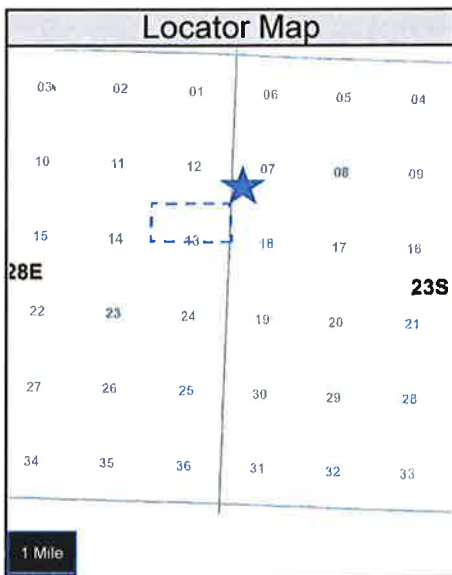 Locator Map
03 02 01 06 05 04
10 11 12 07 08 09
15 14 13 18 17 16
28E 23S
22 23 24 19 20 21
27 26 25 30 29 28
34 35 36 31 32 33
1 Mile